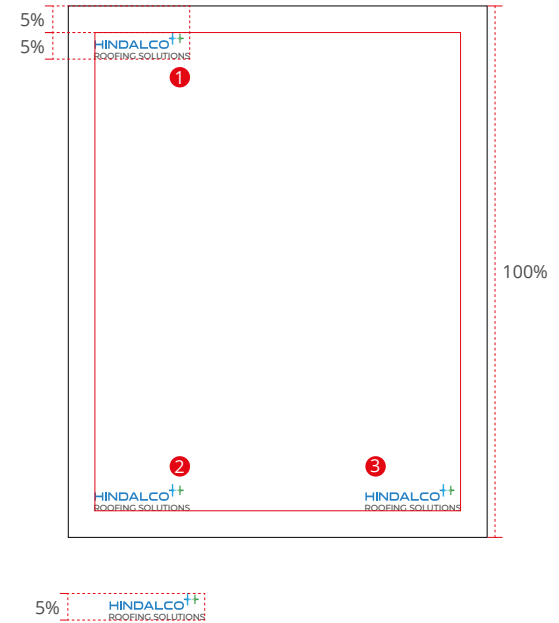 5%
5%
HINDALCO
ROOFING SOLUTIONS
1
100%
2
3
HINDALCO
ROOFING SOLUTIONS
HINDALCO
ROOFING SOLUTIONS
5%
HINDALCO
ROOFING SOLUTIONS